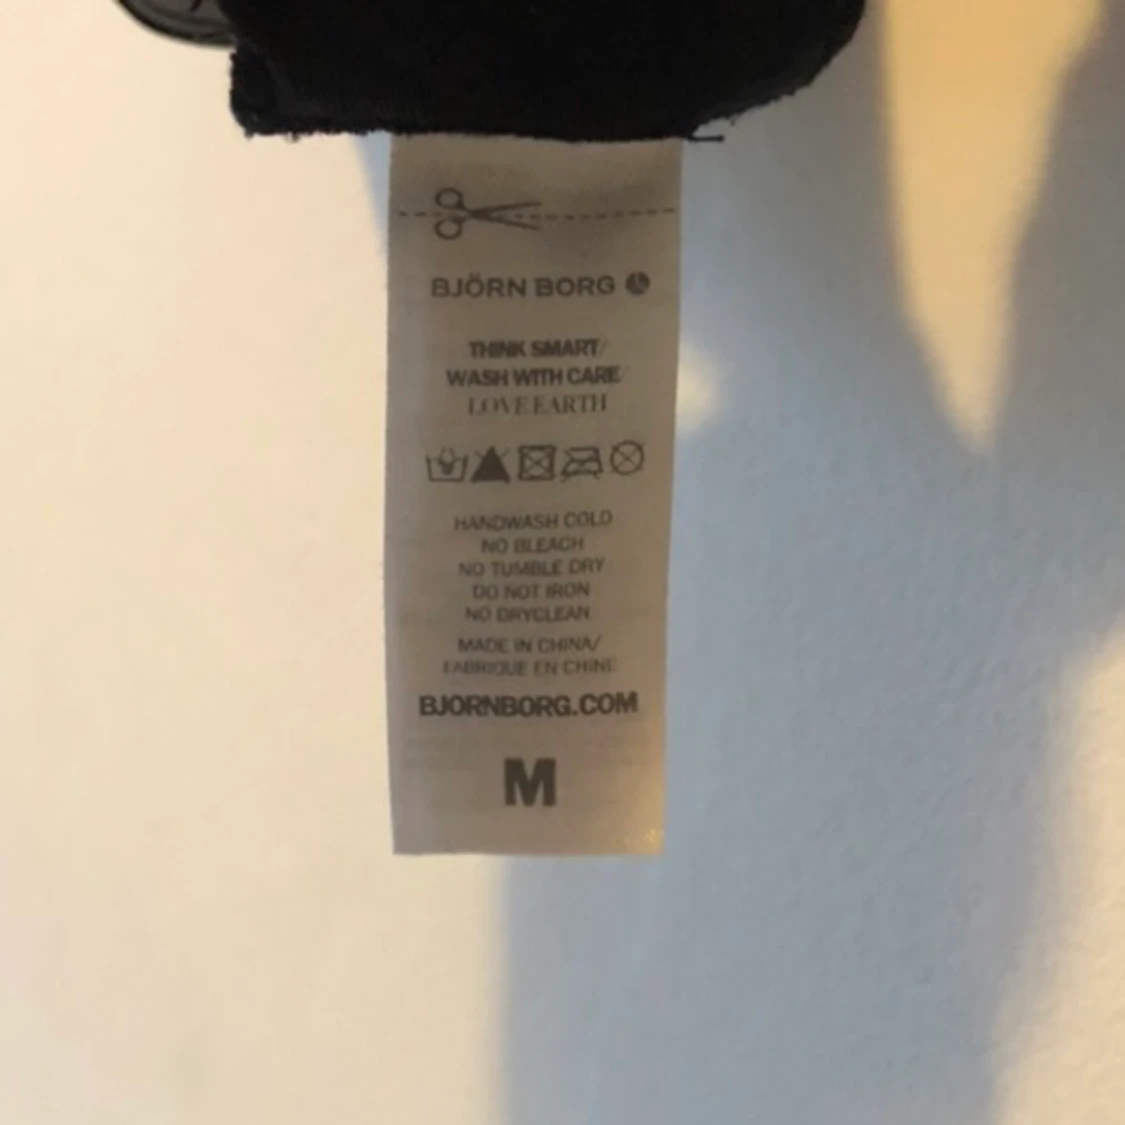 BJÖRN BORG
THINK SMART/
WASH WITH CARE/
LOVE EARTH
HANDWASH COLD
NO BLEACH
NO TUMBLE DRY
DO NOT IRON
NO DRYCLEAN
MADE IN CHINA/
FABRIQUE EN CHINE
BJORNBORG.COM
M